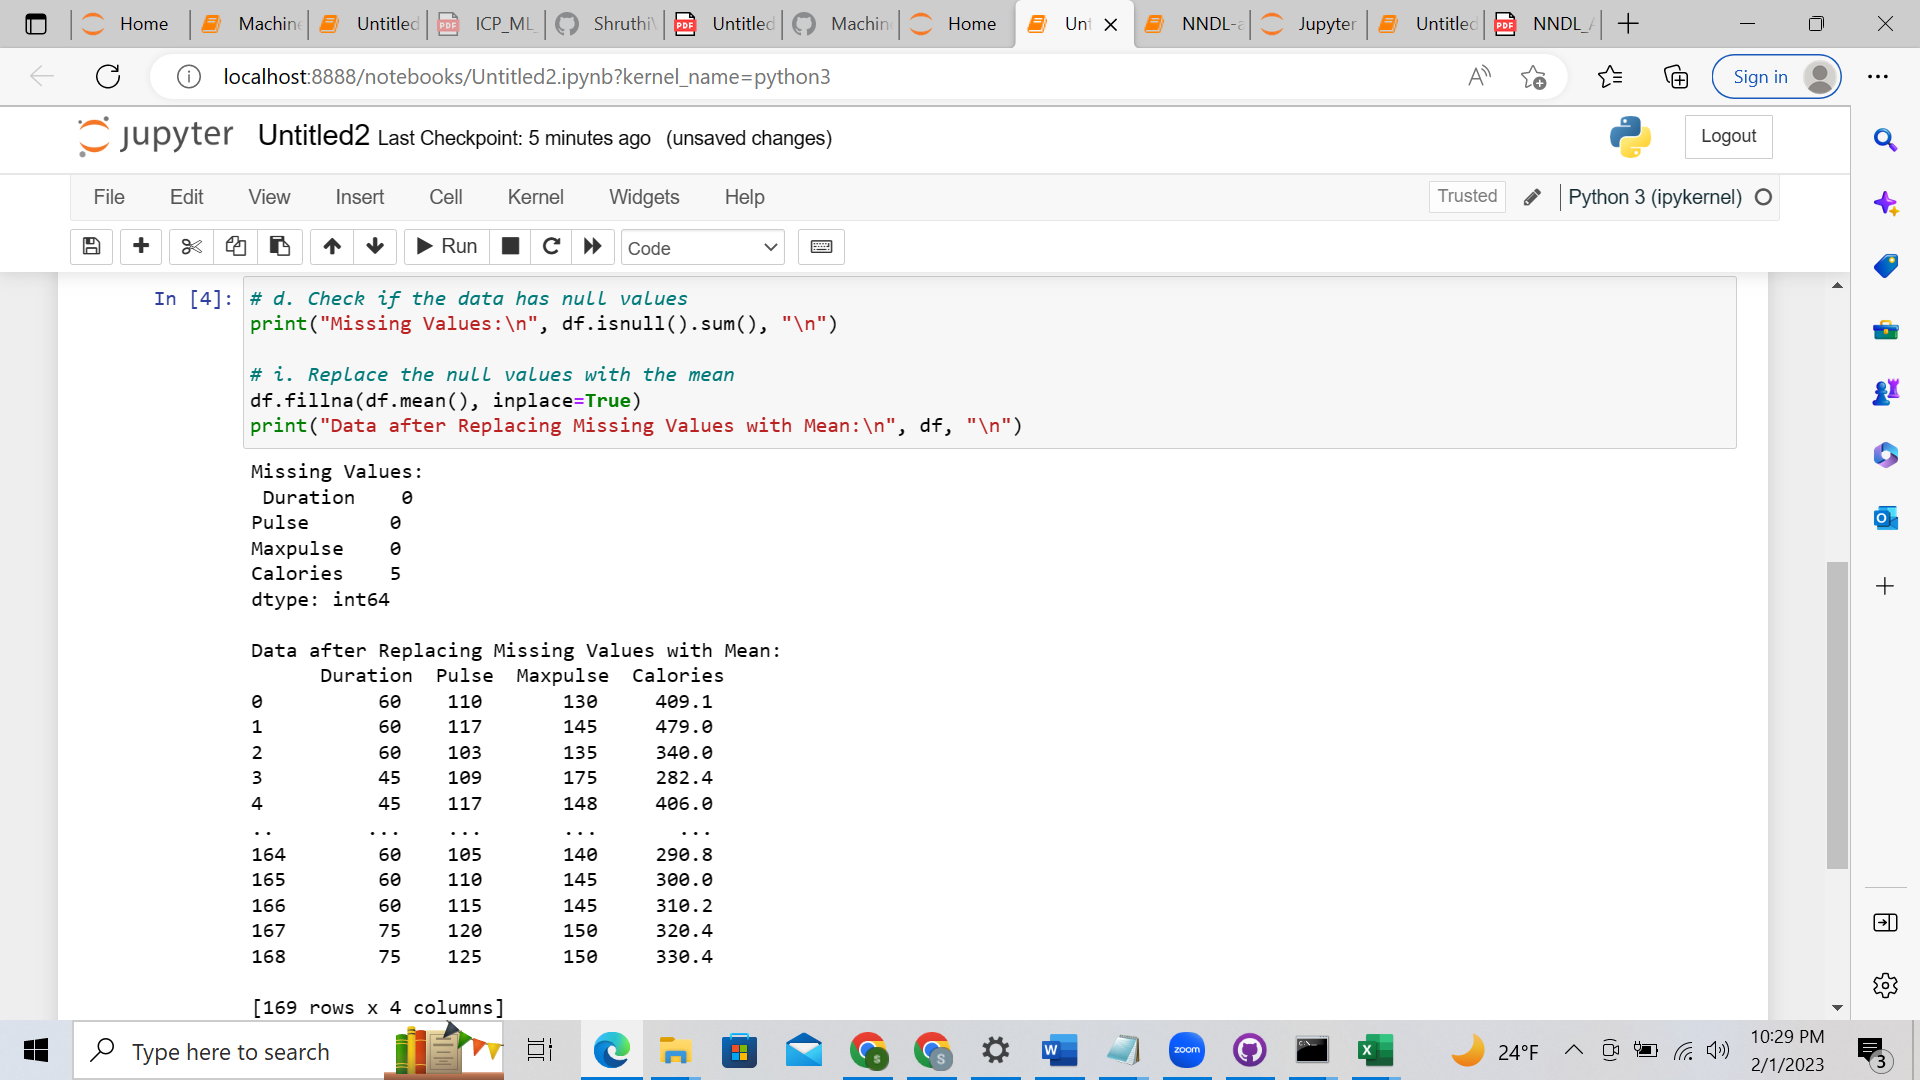 Home
Machin
Untitled
ICP_ML_
Shruthi
Untitled
Machin
Home
Unt
NNDL-a
Jupyter
Untitled
NNDL_A
localhost:8888/notebooks/Untitled2.ipynb?kernel_name=python3
Sign in
jupyter Untitled2 Last Checkpoint: 5 minutes ago (unsaved changes)
Logout
File Edit View Insert Cell Kernel Widgets Help
Trusted Python 3 (ipykernel)
Run Code
In [4]: # d. Check if the data has null values
print("Missing Values:\n", df.isnull().sum(), "\n")
# i. Replace the null values with the mean
df.fillna(df.mean(), inplace=True)
print("Data after Replacing Missing Values with Mean:\n", df, "\n")
Missing Values:
Duration 0
Pulse 0
Maxpulse 0
Calories 5
dtype: int64
Data after Replacing Missing Values with Mean:
Duration Pulse Maxpulse Calories
0 60 110 130 409.1
1 60 117 145 479.0
2 60 103 135 340.0
3 45 109 175 282.4
4 45 117 148 406.0
.. ... ... ... ...
164 60 105 140 290.8
165 60 110 145 300.0
166 60 115 145 310.2
167 75 120 150 320.4
168 75 125 150 330.4
[169 rows x 4 columns]
Type here to search
zoom
24°F
10:29 PM
2/1/2023
3